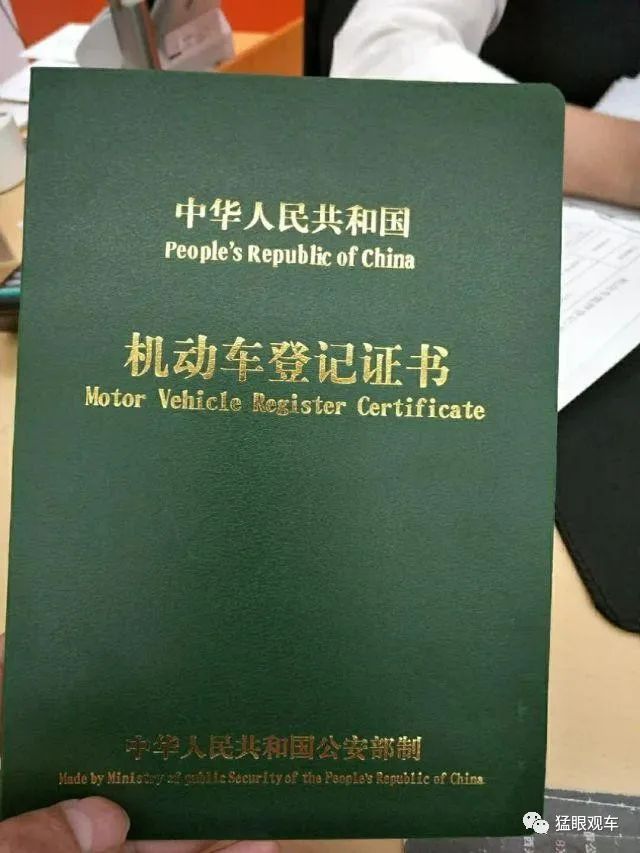 中华人民共和国
People's Republic of China
机动车登记证书
Motor Vehicle Register Certificate
中华人民共和国公安部制
Made by Ministry of public Security of the People's Republic of China
猛眼观车